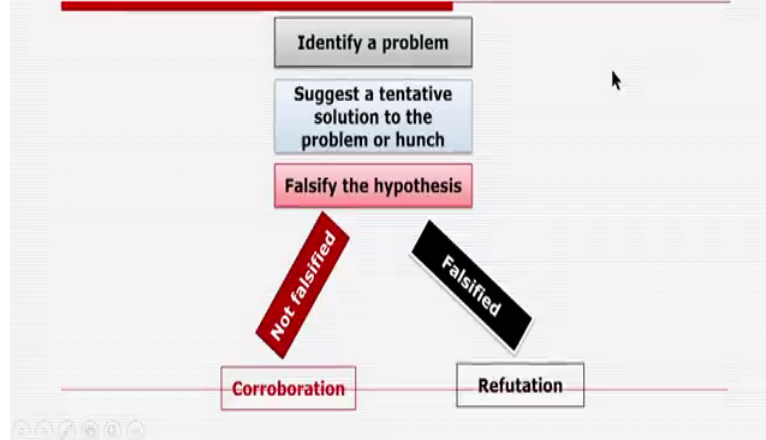 Identify a problem
Suggest a tentative
solution to the
problem or hunch
Falsify the hypothesis
Not falsified
Falsified
Corroboration
Refutation